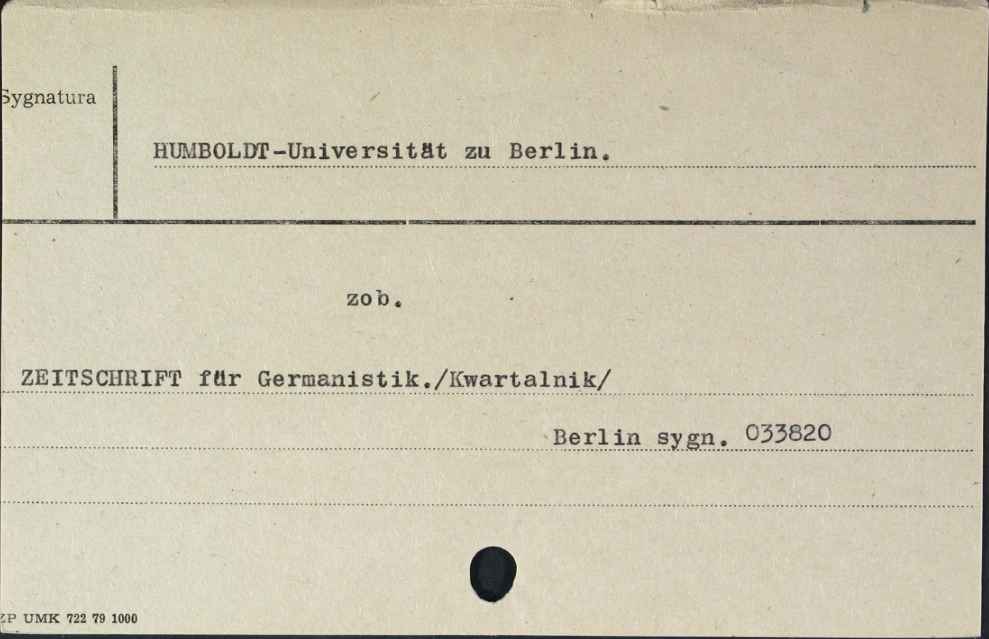 Sygnatura
HUMBOLDT-Universität zu Berlin.
zob.
ZEITSCHRIFT für Germanistik./Kwartalnik/
Berlin sygn. 033820
ZP UMK 722 79 1000